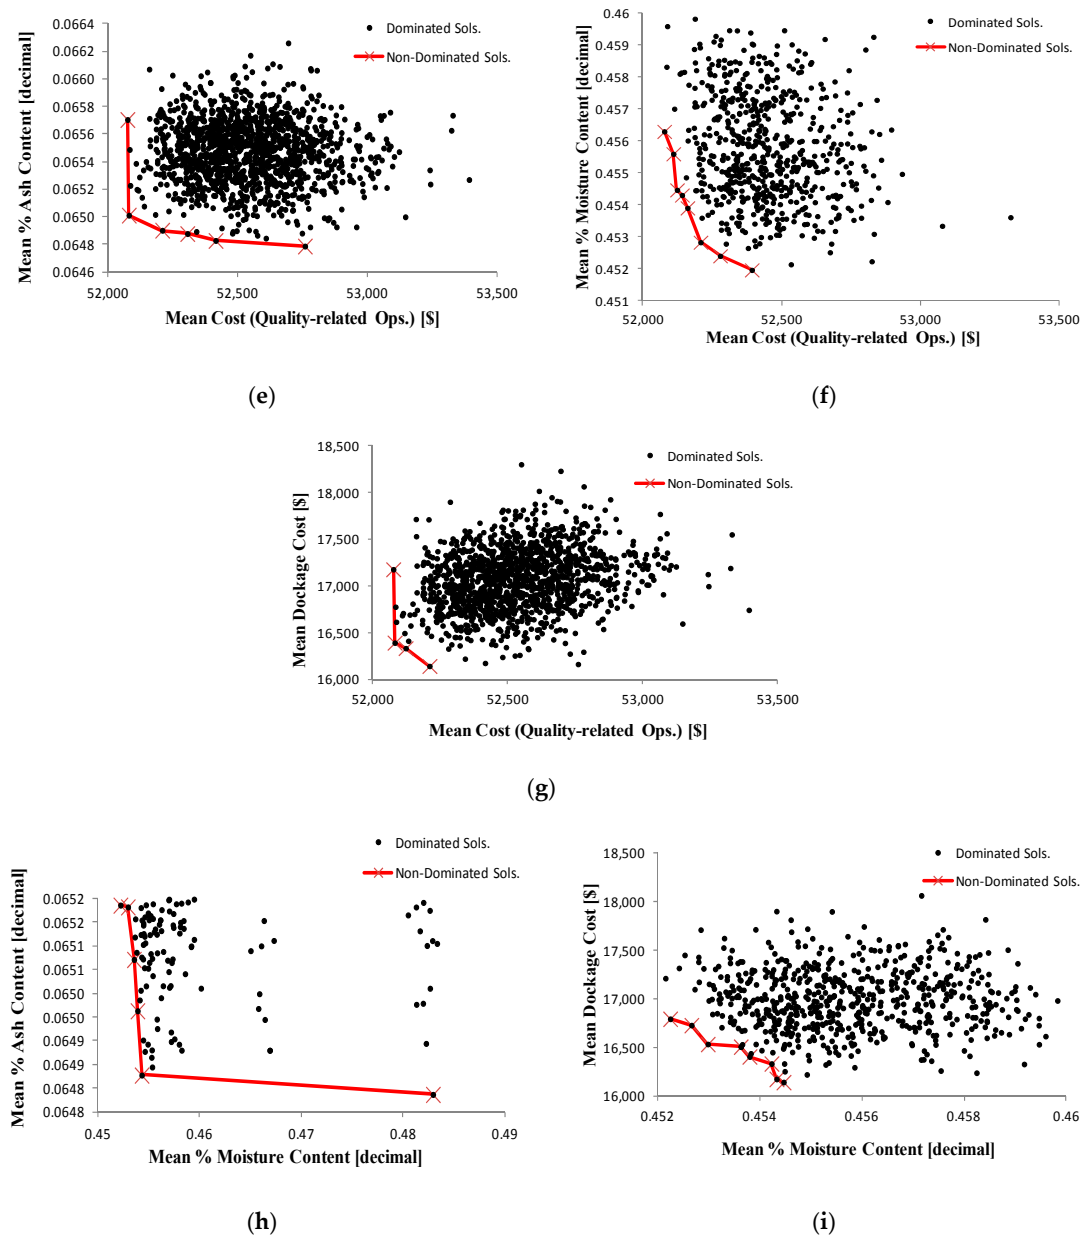 Mean % Ash Content [decimal]
0.0664
0.0662
0.0660
0.0658
0.0656
0.0654
0.0652
0.0650
0.0648
0.0646
52,000
52,500
53,000
53,500
Mean Cost (Quality-related Ops.) [$]
Dominated Sols.
Non-Dominated Sols.
(e)
Mean % Moisture Content [decimal]
0.46
0.459
0.458
0.457
0.456
0.455
0.454
0.453
0.452
0.451
52,000
52,500
53,000
53,500
Mean Cost (Quality-related Ops.) [$]
Dominated Sols.
Non-Dominated Sols.
(f)
Mean Dockage Cost [$]
18,500
18,000
17,500
17,000
16,500
16,000
52,000
52,500
53,000
53,500
Mean Cost (Quality-related Ops.) [$]
Dominated Sols.
Non-Dominated Sols.
(g)
Mean % Ash Content [decimal]
0.0652
0.0652
0.0651
0.0651
0.0650
0.0650
0.0649
0.0649
0.0648
0.0648
0.45
0.46
0.47
0.48
0.49
Mean % Moisture Content [decimal]
Dominated Sols.
Non-Dominated Sols.
(h)
Mean Dockage Cost [$]
18,500
18,000
17,500
17,000
16,500
16,000
0.452
0.454
0.456
0.458
0.46
Mean % Moisture Content [decimal]
Dominated Sols.
Non-Dominated Sols.
(i)